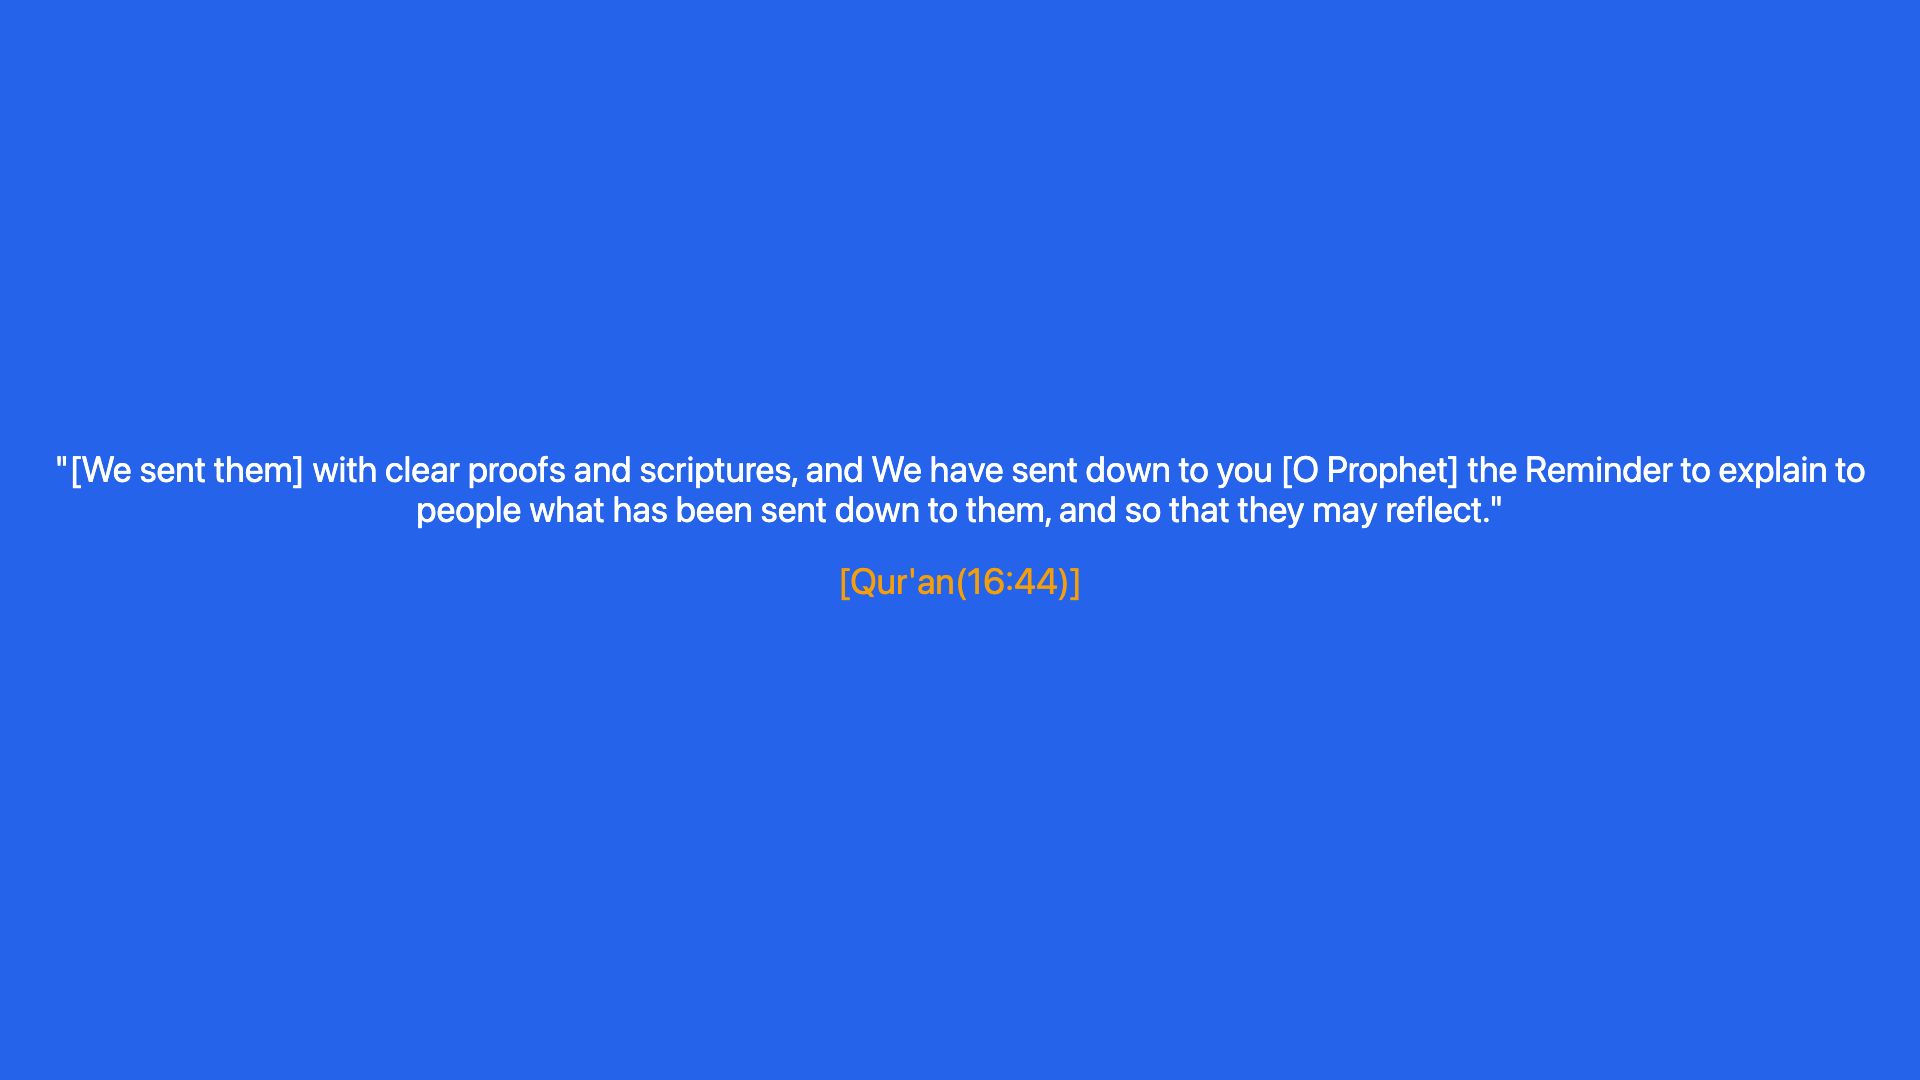 "[We sent them] with clear proofs and scriptures, and We have sent down to you [O Prophet] the Reminder to explain to
people what has been sent down to them, and so that they may reflect."
[Qur'an(16:44)]